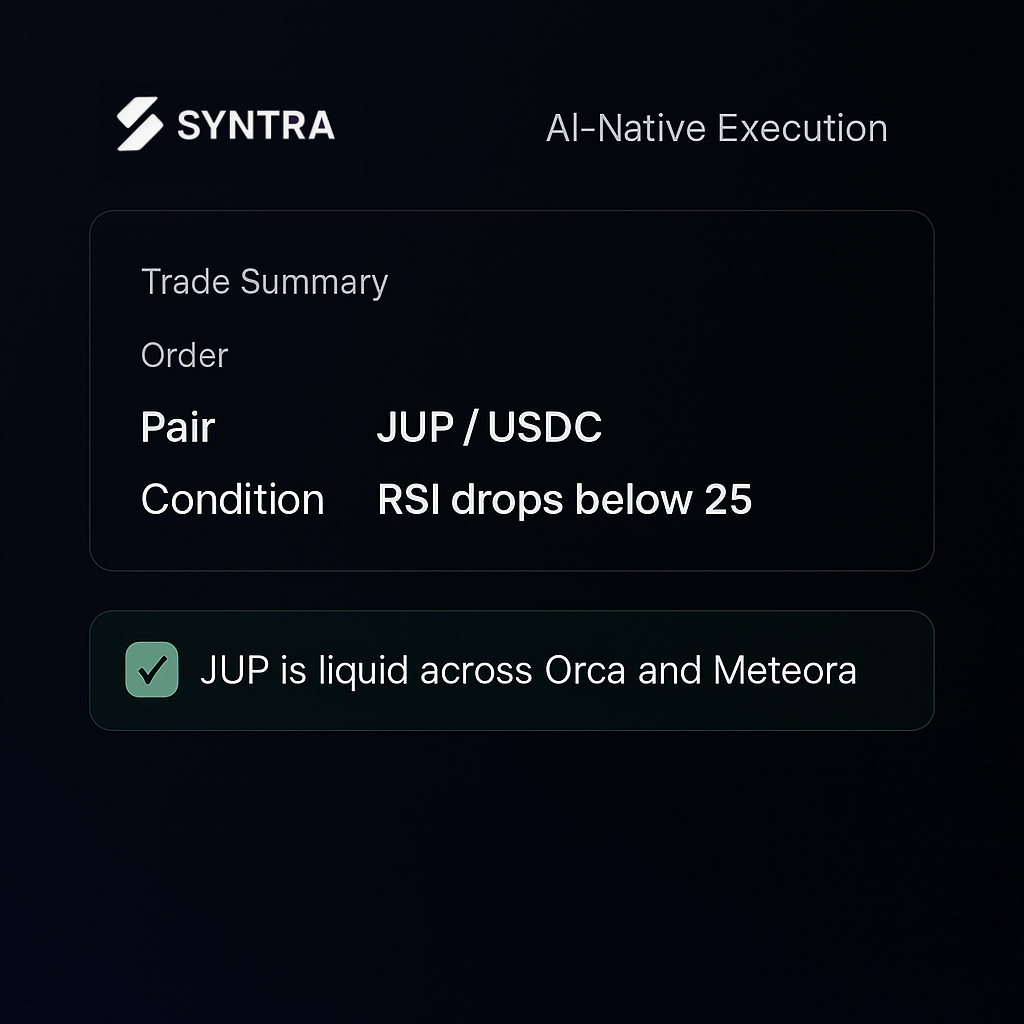 SYNTRA
AI-Native Execution
Trade Summary
Order
Pair JUP / USDC
Condition RSI drops below 25
JUP is liquid across Orca and Meteora